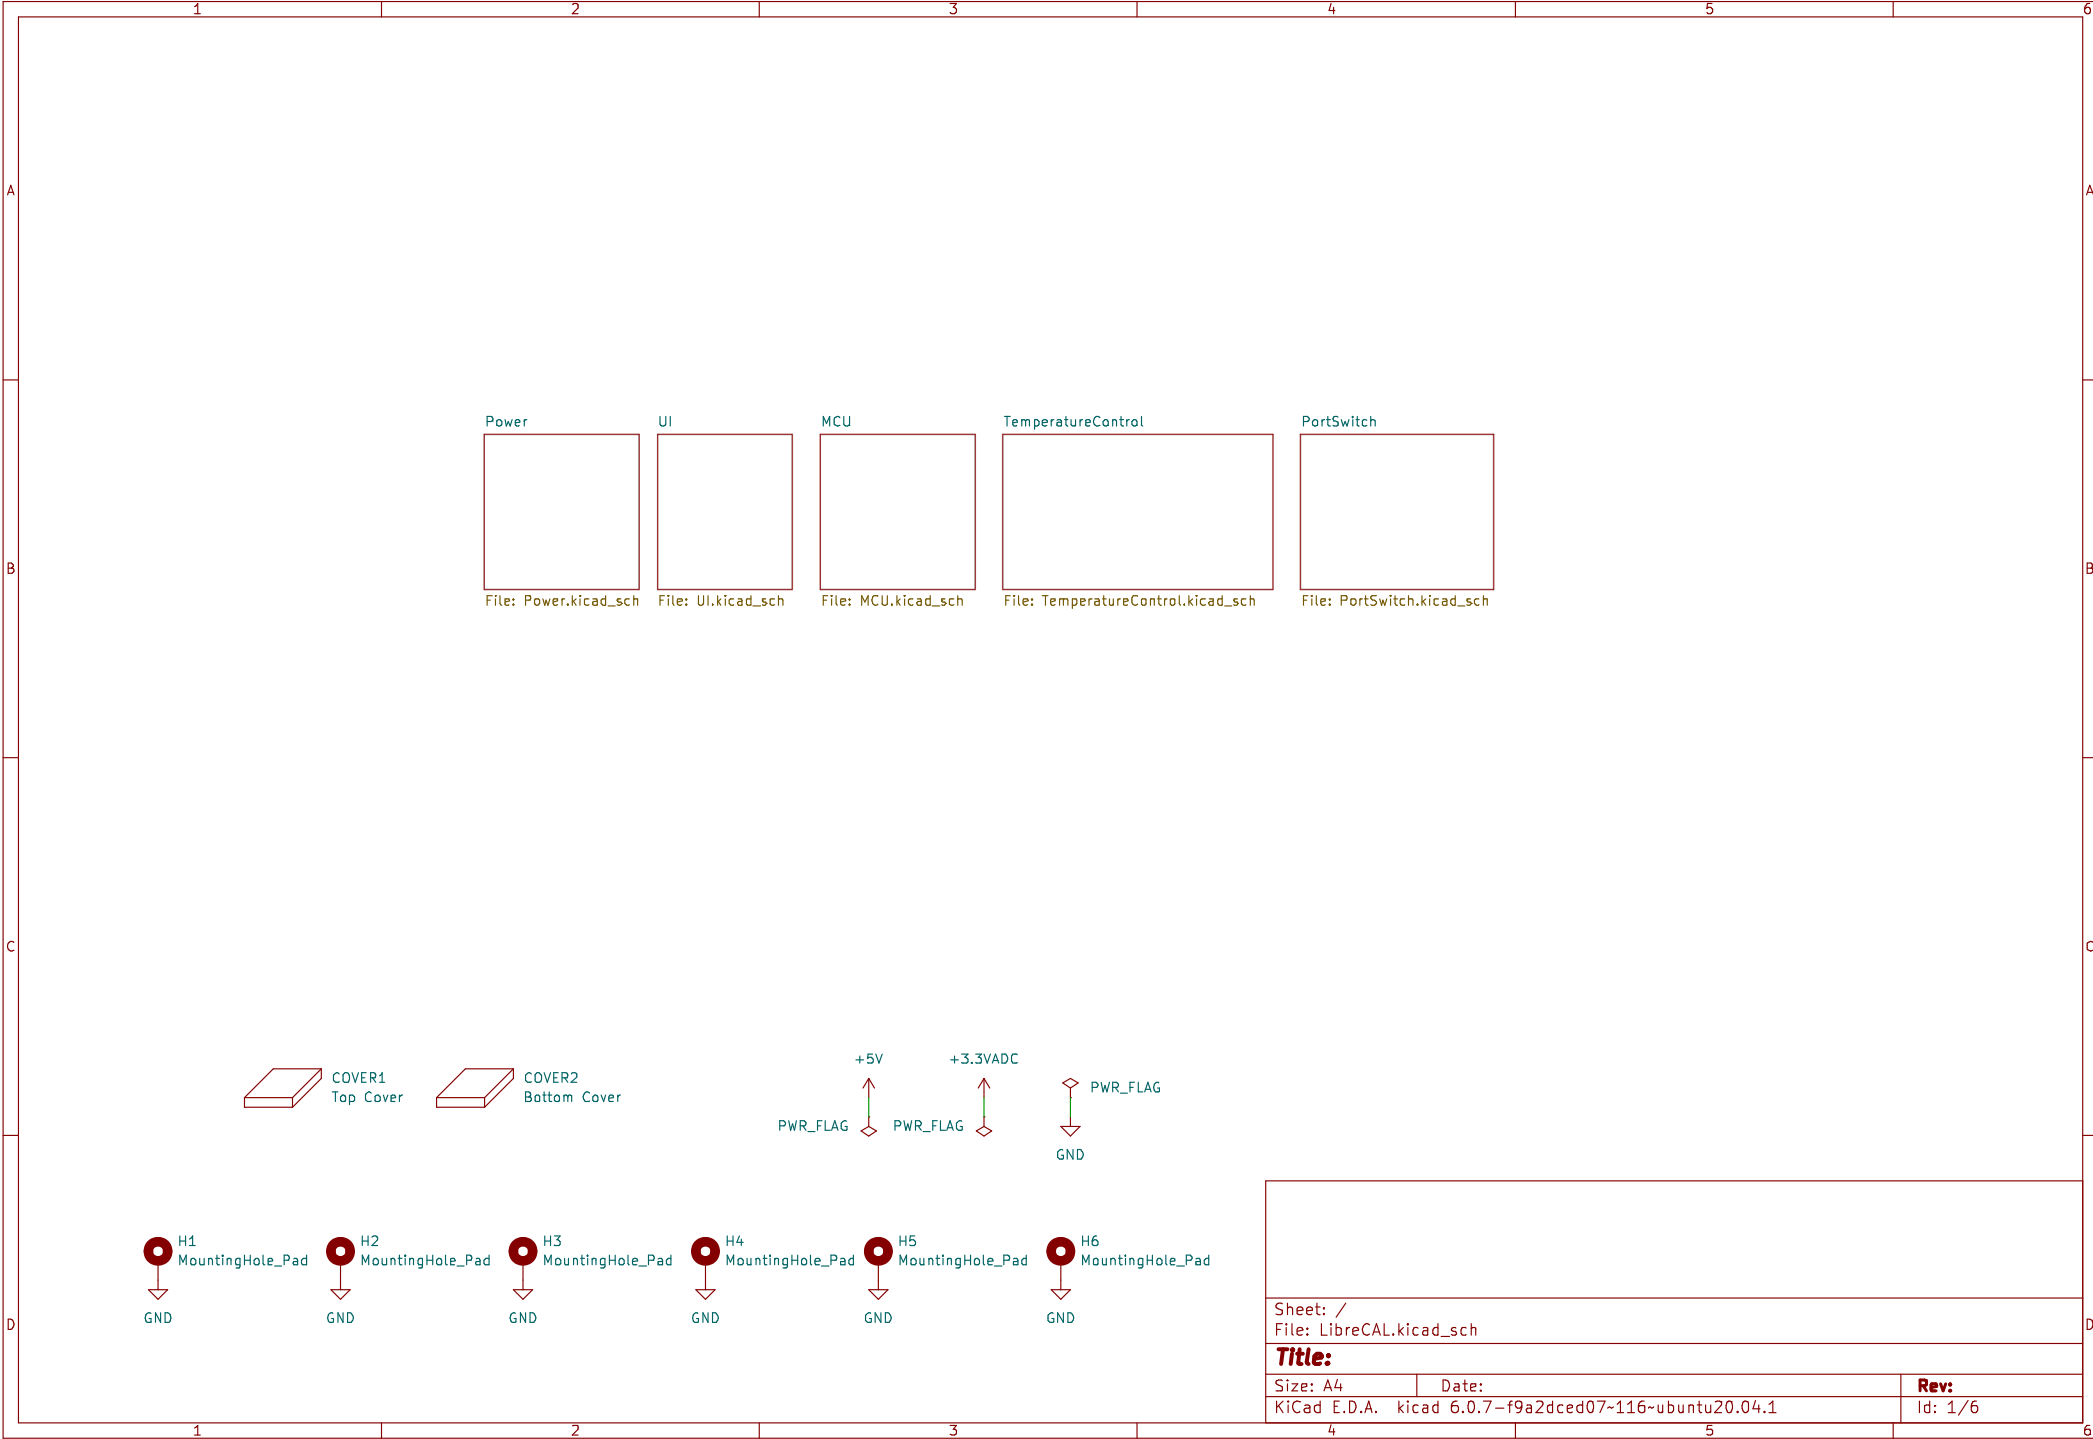 1 2 3 4 5 6
A A
Power UI MCU TemperatureControl PortSwitch
B B
File: Power.kicad_sch File: UI.kicad_sch File: MCU.kicad_sch File: TemperatureControl.kicad_sch File: PortSwitch.kicad_sch
C C
+5V +3.3VADC
COVER1 COVER2
PWR_FLAG
Top Cover Bottom Cover
PWR_FLAG PWR_FLAG
GND
H1 H2 H3 H4 H5 H6
MountingHole_Pad MountingHole_Pad MountingHole_Pad MountingHole_Pad MountingHole_Pad MountingHole_Pad
GND GND GND GND GND GND
Sheet: /
D D
File: LibreCAL.kicad_sch
Title:
Size: A4 Date: Rev:
KiCad E.D.A. kicad 6.0.7-f9a2dced07~116~ubuntu20.04.1 Id: 1/6
1 2 3 4 5 6